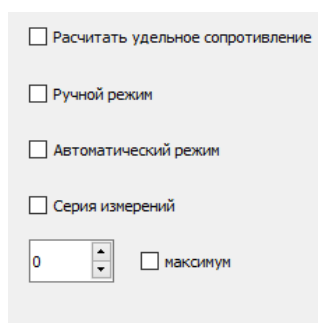 Расчитать удельное сопротивление
Ручной режим
Автоматический режим
Серия измерений
0 максимум